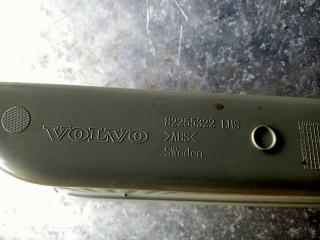 VOLVO
82255322 LHS
>ABS<
Sweden